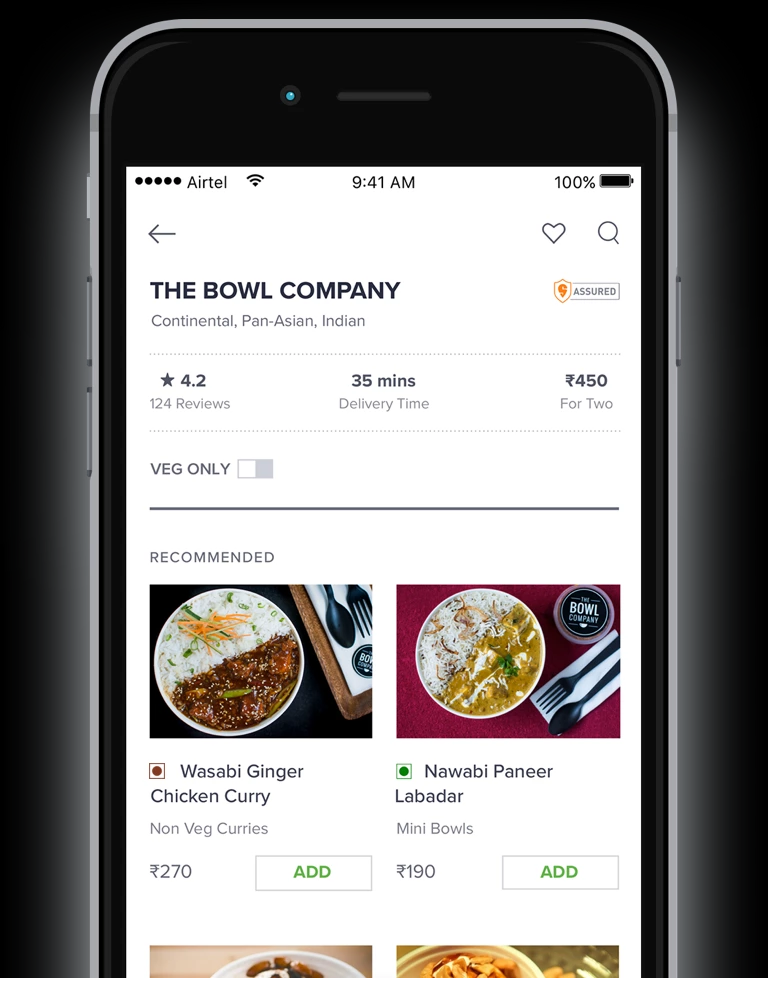 Airtel 9:41 AM 100%
THE BOWL COMPANY
ASSURED
Continental, Pan-Asian, Indian
★ 4.2 35 mins ₹450
124 Reviews Delivery Time For Two
VEG ONLY
RECOMMENDED
THE
BOWL
COMPANY
Wasabi Ginger
Chicken Curry
Non Veg Curries
₹270 ADD
Nawabi Paneer
Labadar
Mini Bowls
₹190 ADD